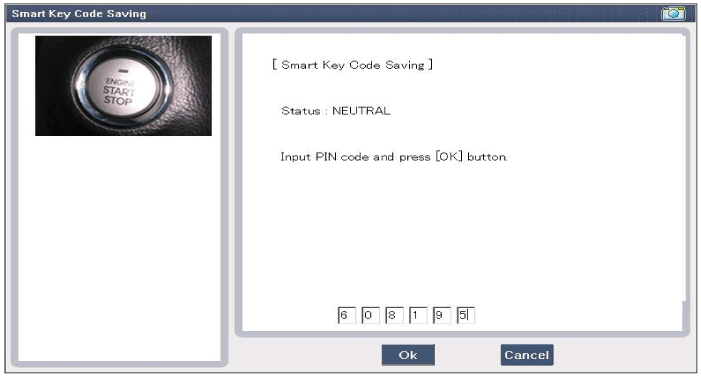 Smart Key Code Saving
ENGINE
START
STOP
[ Smart Key Code Saving ]
Status : NEUTRAL
Input PIN code and press [OK] button.
6 0 8 1 9 5
Ok
Cancel